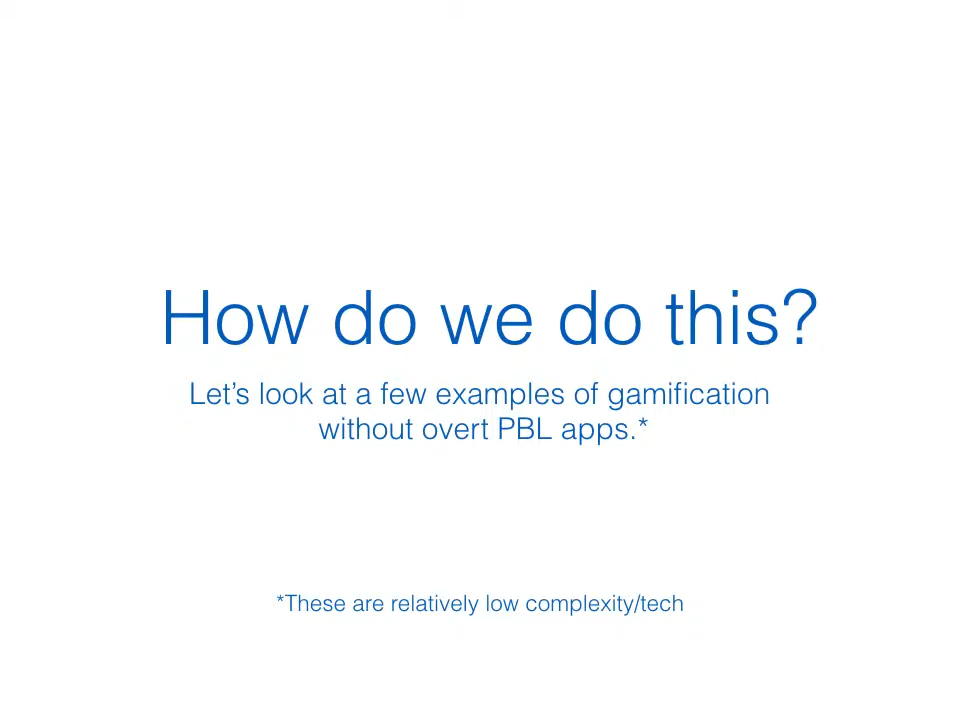 How do we do this?
Let’s look at a few examples of gamification
without overt PBL apps.*
*These are relatively low complexity/tech